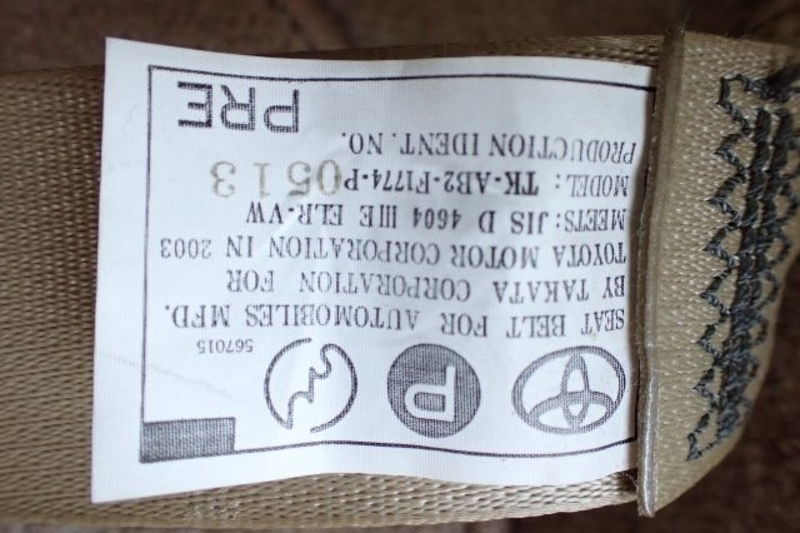 567015
SEAT BELT FOR AUTOMOBILES MFD.
BY TAKATA CORPORATION FOR
TOYOTA MOTOR CORPORATION IN 2003
MEETS: JIS D 4604 ⅢE ELR-VW
MODEL: TK-AB2-F1774-P0513
PRODUCTION IDENT. NO.
PRE